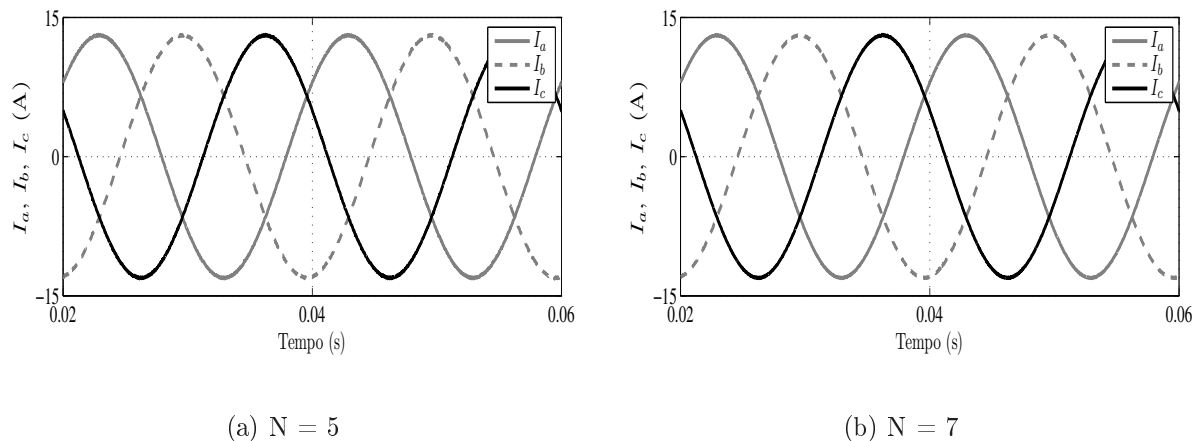 15
0
−15
I_a, I_b, I_c (A)
I_a
I_b
I_c
0.02
0.04
0.06
Tempo (s)
(a) N = 5
15
0
−15
I_a, I_b, I_c (A)
I_a
I_b
I_c
0.02
0.04
0.06
Tempo (s)
(b) N = 7